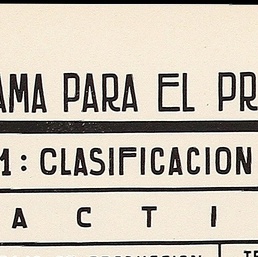 AMA PARA EL PR
1: CLASIFICACION
A C T I